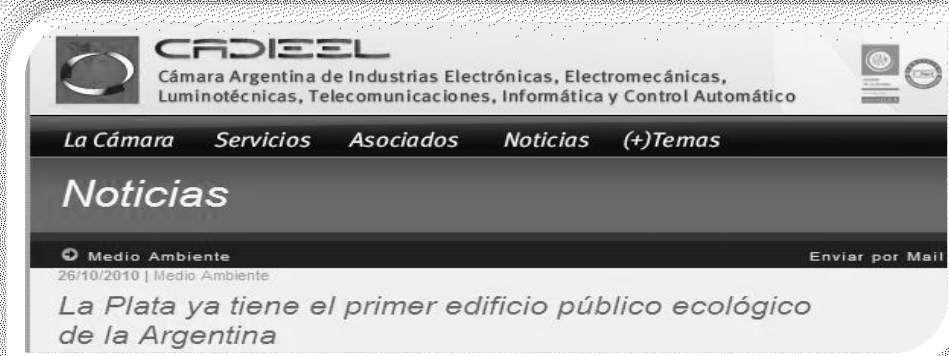 CADIEEL
Cámara Argentina de Industrias Electrónicas, Electromecánicas,
Luminotécnicas, Telecomunicaciones, Informática y Control Automático
La Cámara Servicios Asociados Noticias (+)Temas
Noticias
Medio Ambiente Enviar por Mail
26/10/2010 | Medio Ambiente
La Plata ya tiene el primer edificio público ecológico
de la Argentina